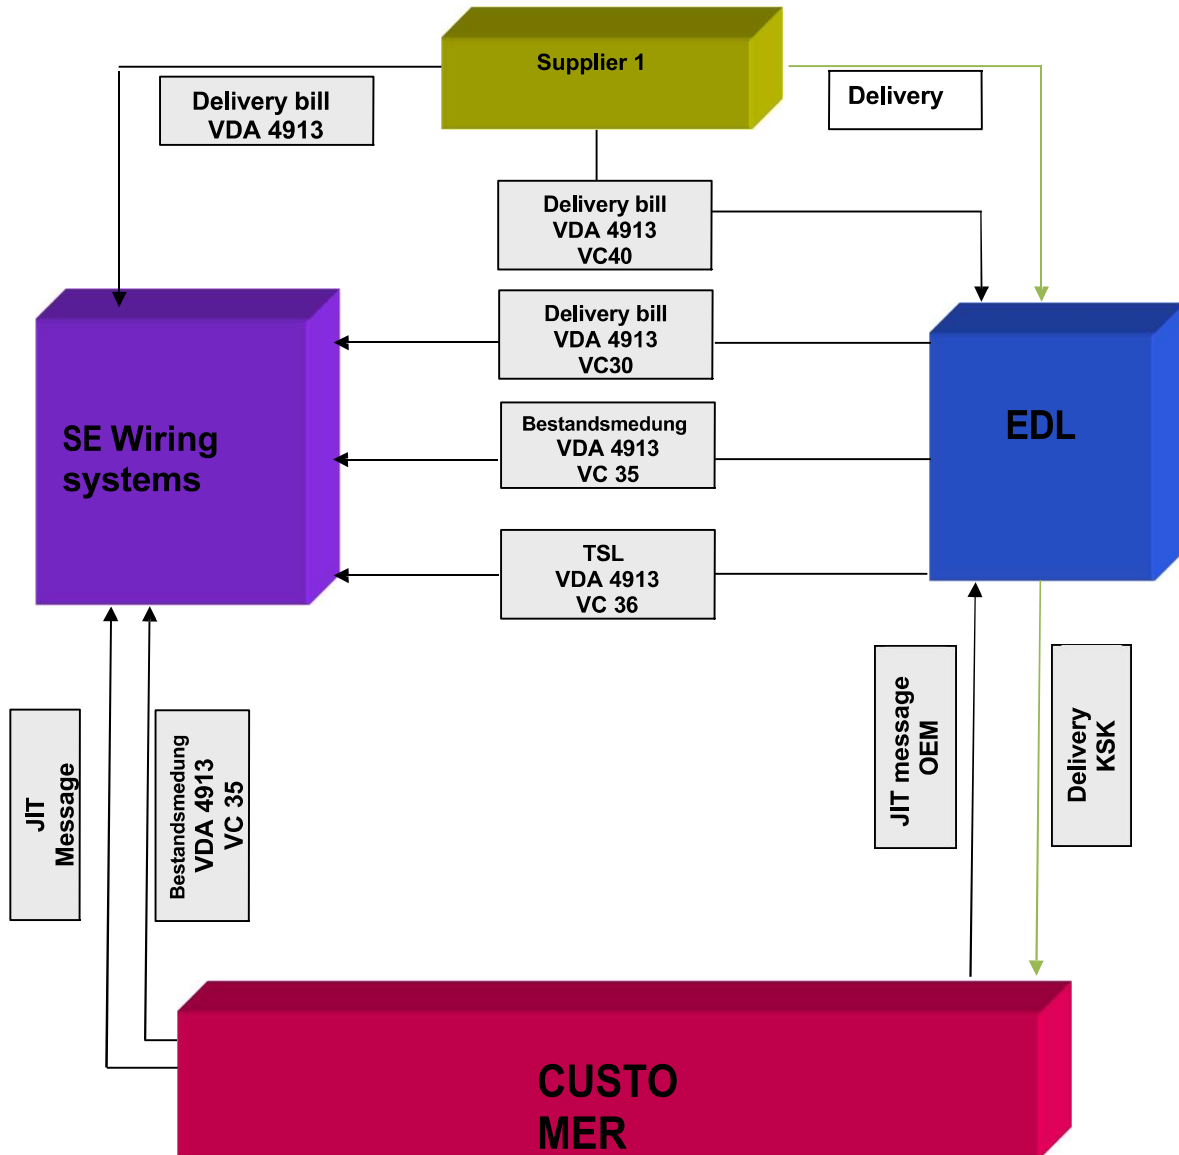 Supplier 1
Delivery bill
VDA 4913
Delivery
Delivery bill
VDA 4913
VC40
Delivery bill
VDA 4913
VC30
SE Wiring
systems
Bestandsmedung
VDA 4913
VC 35
EDL
TSL
VDA 4913
VC 36
JIT
Message
Bestandsmedung
VDA 4913
VC 35
JIT message
OEM
Delivery
KSK
CUSTO
MER